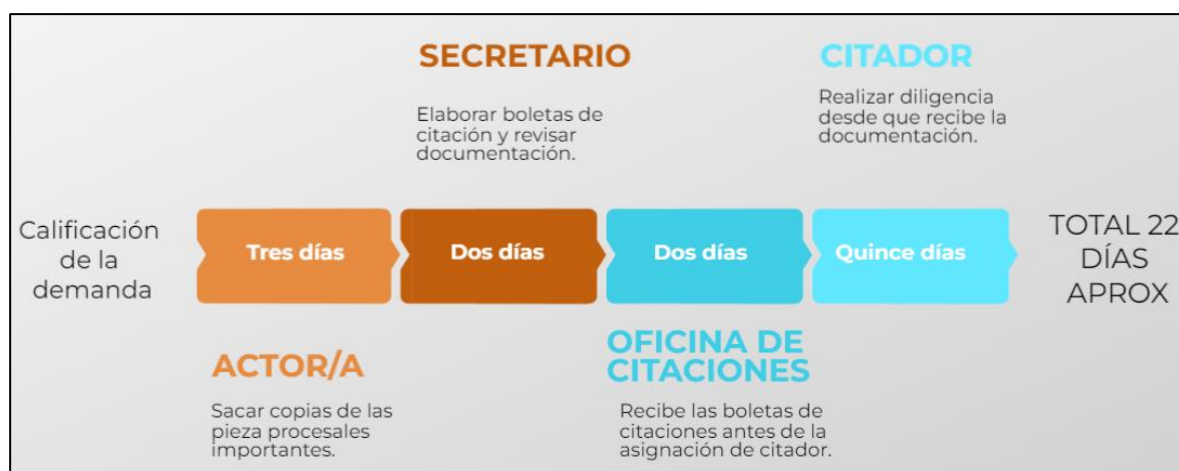 SECRETARIO
Elaborar boletas de
citación y revisar
documentación.
CITADOR
Realizar diligencia
desde que recibe la
documentación.
Calificación
de la
demanda
Tres días
Dos días
Dos días
Quince días
TOTAL 22
DÍAS
APROX
ACTOR/A
Sacar copias de las
pieza procesales
importantes.
OFICINA DE
CITACIONES
Recibe las boletas de
citaciones antes de la
asignación de citador.